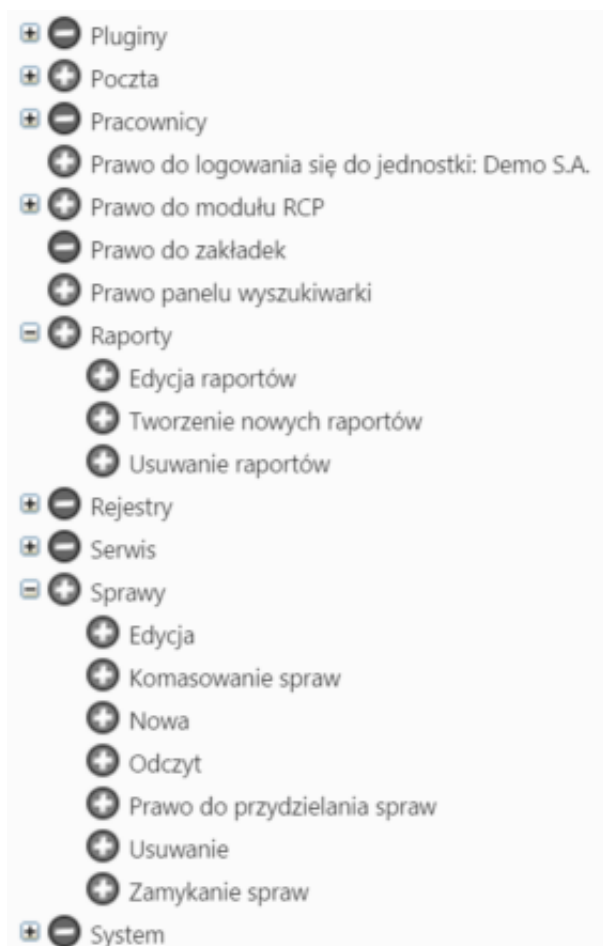 Pluginy
Poczta
Pracownicy
Prawo do logowania się do jednostki: Demo S.A.
Prawo do modułu RCP
Prawo do zakładek
Prawo panelu wyszukiwarki
Raporty
Edycja raportów
Tworzenie nowych raportów
Usuwanie raportów
Rejestry
Serwis
Sprawy
Edycja
Komasowanie spraw
Nowa
Odczyt
Prawo do przydzielania spraw
Usuwanie
Zamykanie spraw
System